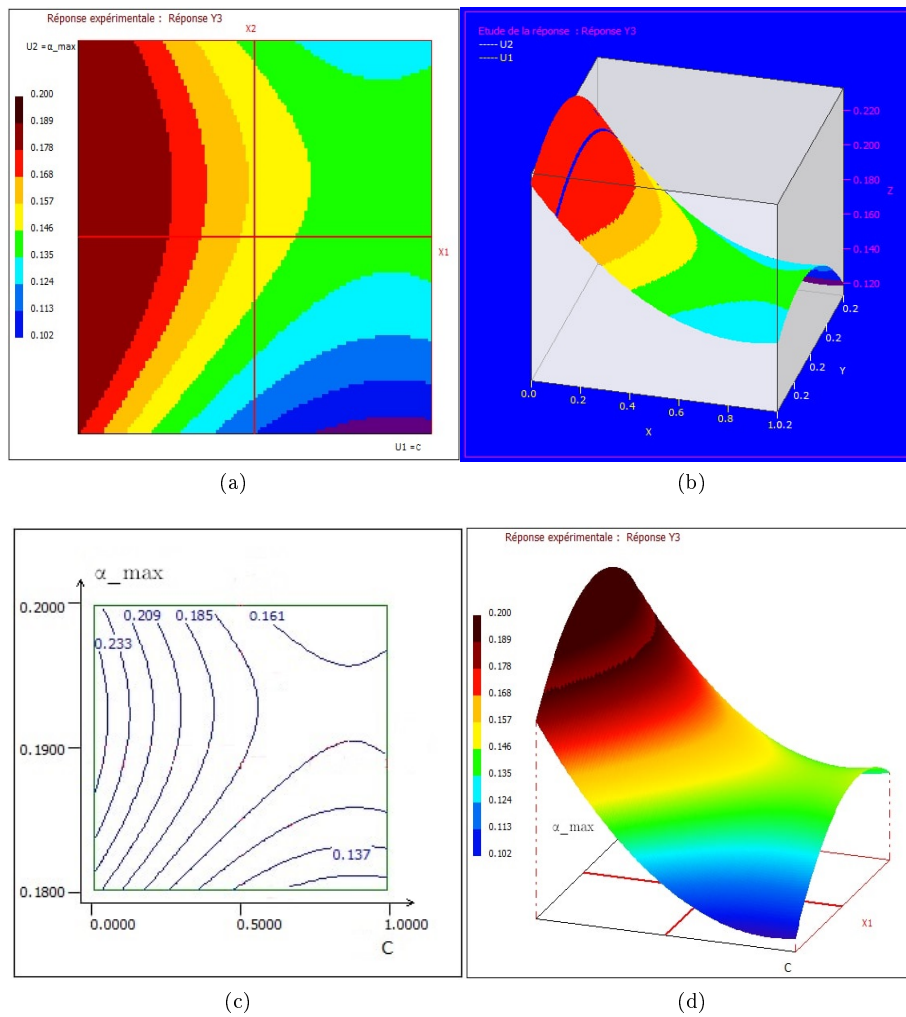 Réponse expérimentale : Réponse Y3
X2
U2 = α_max
0.200
0.189
0.178
0.168
0.157
0.146
0.135
0.124
0.113
0.102
X1
U1 = C
(a)
Etude de la réponse : Réponse Y3
----- U2
----- U1
0.220
0.200
0.180
Z
0.160
0.140
0.120
0.2
0.2
0.2
Y
0.2
0.2
0.0
0.2
0.4
0.6
0.8
1.0.2
X
(b)
α_max
0.2000
0.1900
0.1800
0.209
0.185
0.161
0.233
0.137
0.0000
0.5000
1.0000
C
(c)
Réponse expérimentale : Réponse Y3
0.200
0.189
0.178
0.168
0.157
0.146
0.135
0.124
0.113
0.102
α_max
X1
C
(d)